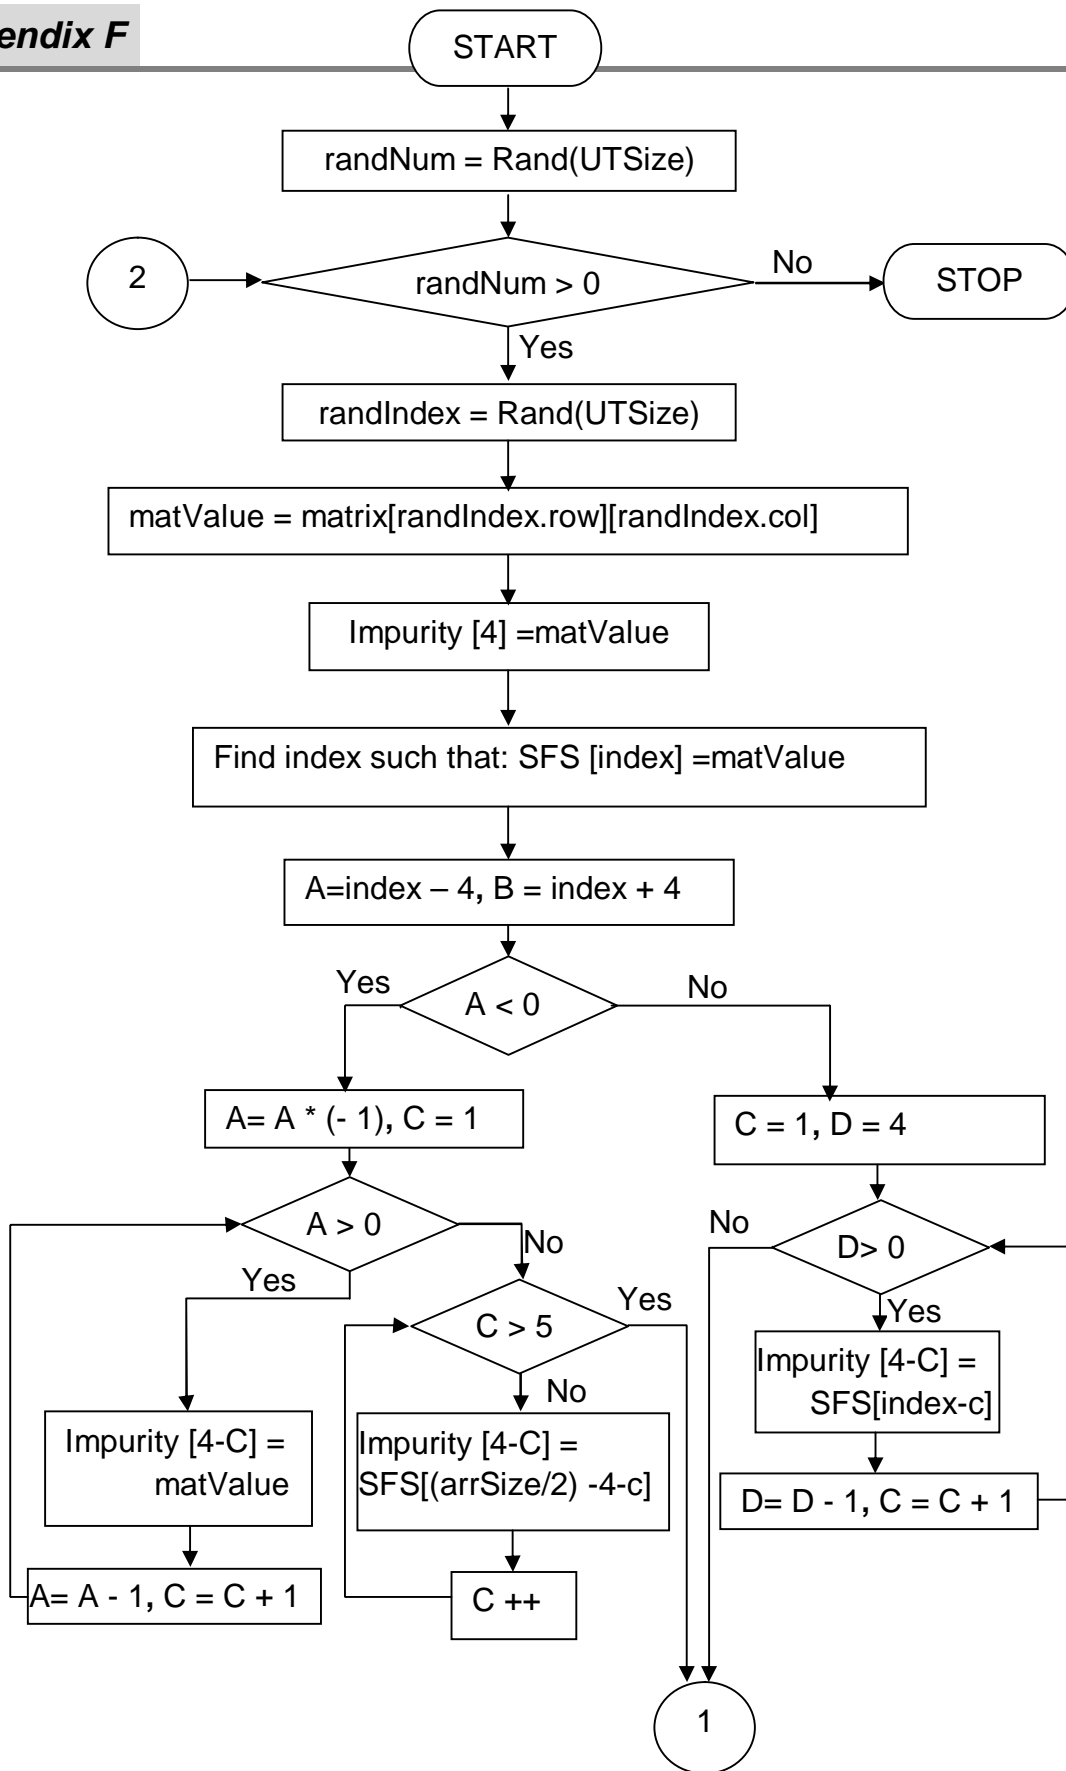 endix F
START
randNum = Rand(UTSize)
2
randNum > 0
No
STOP
Yes
randIndex = Rand(UTSize)
matValue = matrix[randIndex.row][randIndex.col]
Impurity [4] =matValue
Find index such that: SFS [index] =matValue
A=index – 4, B = index + 4
Yes
A < 0
No
A= A * (- 1), C = 1
C = 1, D = 4
A > 0
No
No
D> 0
Yes
C > 5
Yes
Yes
No
Impurity [4-C] =
SFS[index-c]
Impurity [4-C] =
matValue
Impurity [4-C] =
SFS[(arrSize/2) -4-c]
D= D - 1, C = C + 1
A= A - 1, C = C + 1
C ++
1